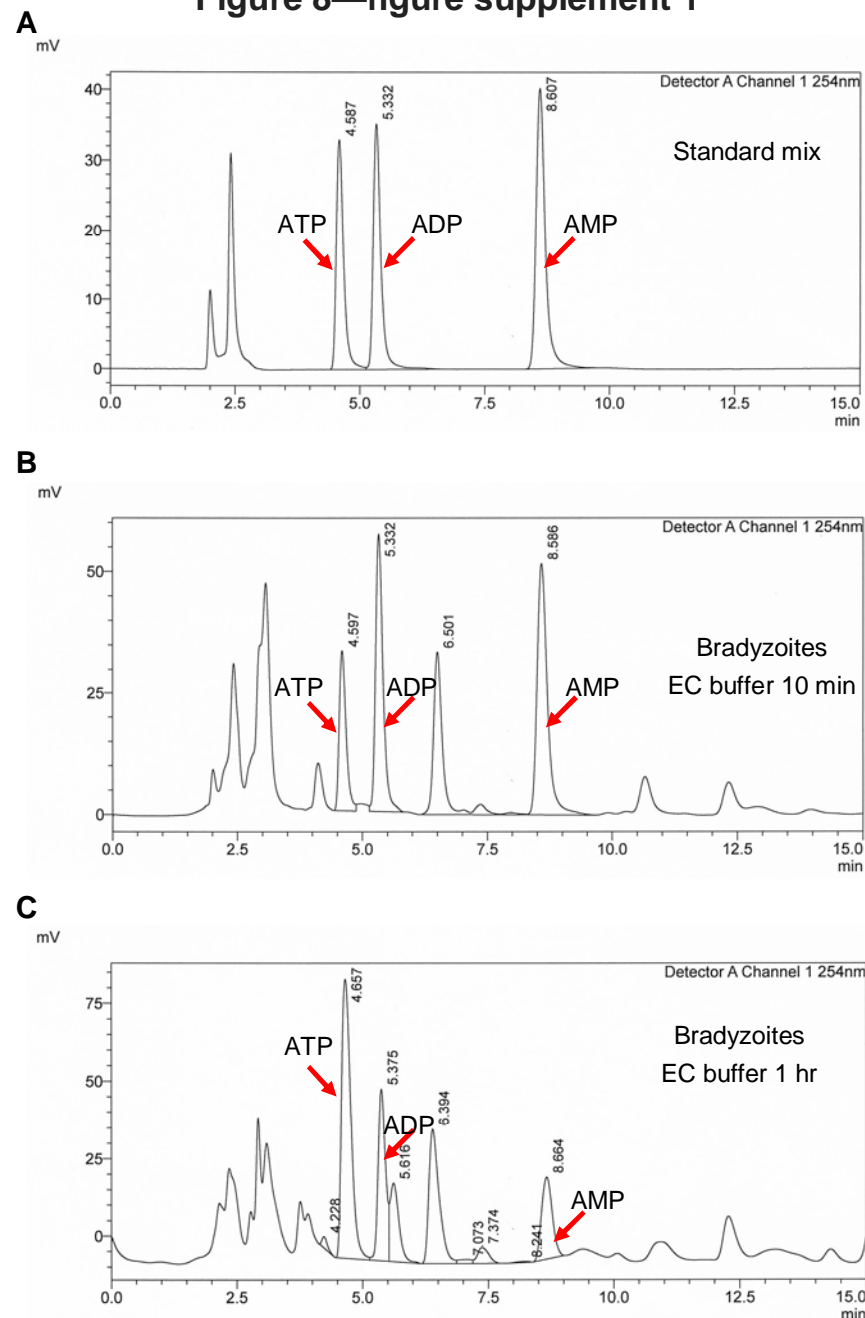 Figure 8—figure supplement 1
A
mV
Detector A Channel 1 254nm
40
30
20
10
0
4.587
5.332
8.607
Standard mix
ATP
ADP
AMP
0.0 2.5 5.0 7.5 10.0 12.5 15.0
min
B
mV
Detector A Channel 1 254nm
50
25
0
4.597
5.332
6.501
8.586
Bradyzoites
EC buffer 10 min
ATP
ADP
AMP
0.0 2.5 5.0 7.5 10.0 12.5 15.0
min
C
mV
Detector A Channel 1 254nm
75
50
25
0
4.228
4.657
5.375
5.616
6.394
7.073
7.374
8.241
8.664
Bradyzoites
EC buffer 1 hr
ATP
ADP
AMP
0.0 2.5 5.0 7.5 10.0 12.5 15.0
min